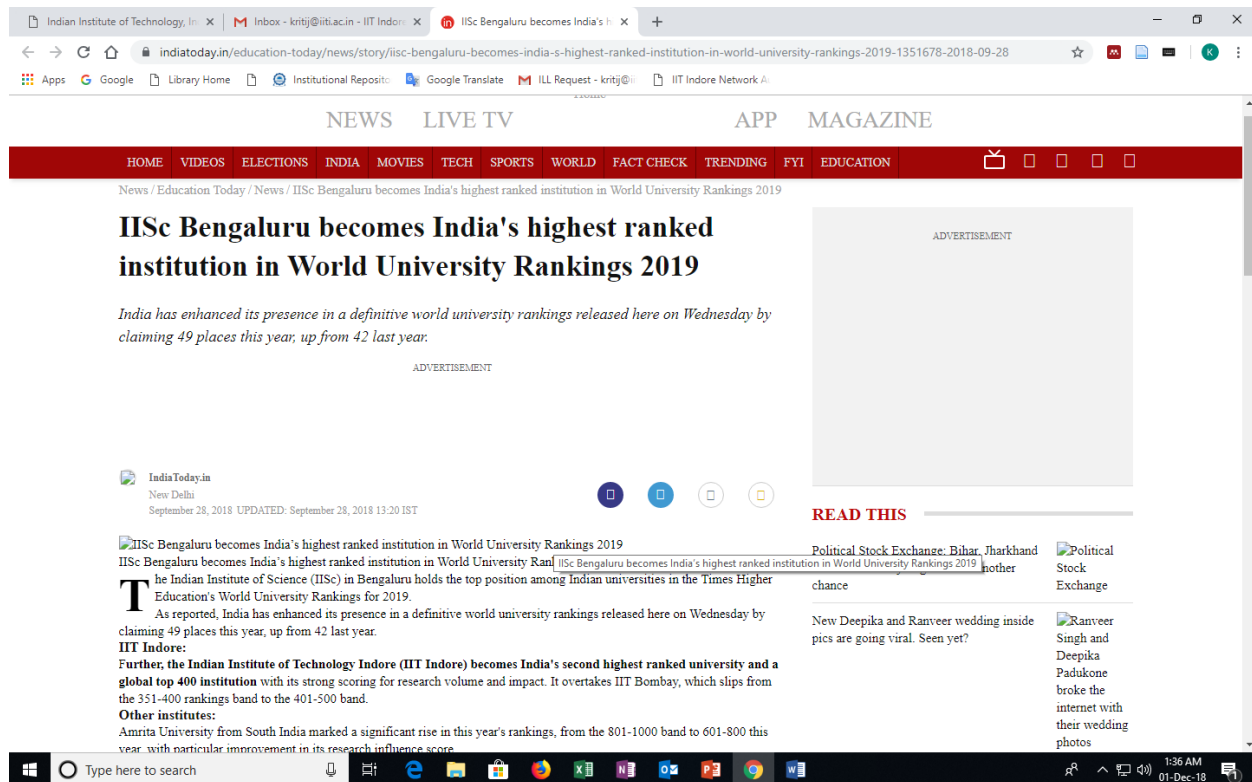 Indian Institute of Technology, In
Inbox - kritij@iiti.ac.in - IIT Indore
IISc Bengaluru becomes India's h
indiatoday.in/education-today/news/story/iisc-bengaluru-becomes-india-s-highest-ranked-institution-in-world-university-rankings-2019-1351678-2018-09-28
K
Apps Google Library Home Institutional Reposito Google Translate ILL Request - kritij@ii IIT Indore Network A
NEWS LIVE TV APP MAGAZINE
HOME VIDEOS ELECTIONS INDIA MOVIES TECH SPORTS WORLD FACT CHECK TRENDING FYI EDUCATION
News / Education Today / News / IISc Bengaluru becomes India's highest ranked institution in World University Rankings 2019
IISc Bengaluru becomes India's highest ranked
institution in World University Rankings 2019
India has enhanced its presence in a definitive world university rankings released here on Wednesday by
claiming 49 places this year, up from 42 last year.
ADVERTISEMENT
IndiaToday.in
New Delhi
September 28, 2018 UPDATED: September 28, 2018 13:20 IST
IISc Bengaluru becomes India's highest ranked institution in World University Rankings 2019
IISc Bengaluru becomes India's highest ranked institution in World University Ran
IISc Bengaluru becomes India's highest ranked institution in World University Rankings 2019
The Indian Institute of Science (IISc) in Bengaluru holds the top position among Indian universities in the Times Higher
Education's World University Rankings for 2019.
As reported, India has enhanced its presence in a definitive world university rankings released here on Wednesday by
claiming 49 places this year, up from 42 last year.
IIT Indore:
Further, the Indian Institute of Technology Indore (IIT Indore) becomes India's second highest ranked university and a
global top 400 institution with its strong scoring for research volume and impact. It overtakes IIT Bombay, which slips from
the 351-400 rankings band to the 401-500 band.
Other institutes:
Amrita University from South India marked a significant rise in this year's rankings, from the 801-1000 band to 601-800 this
year, with particular improvement in its research influence score.
ADVERTISEMENT
READ THIS
Political Stock Exchange: Bihar, Jharkhand
nother
chance
Political
Stock
Exchange
New Deepika and Ranveer wedding inside
pics are going viral. Seen yet?
Ranveer
Singh and
Deepika
Padukone
broke the
internet with
their wedding
photos
Type here to search
1:36 AM
01-Dec-18